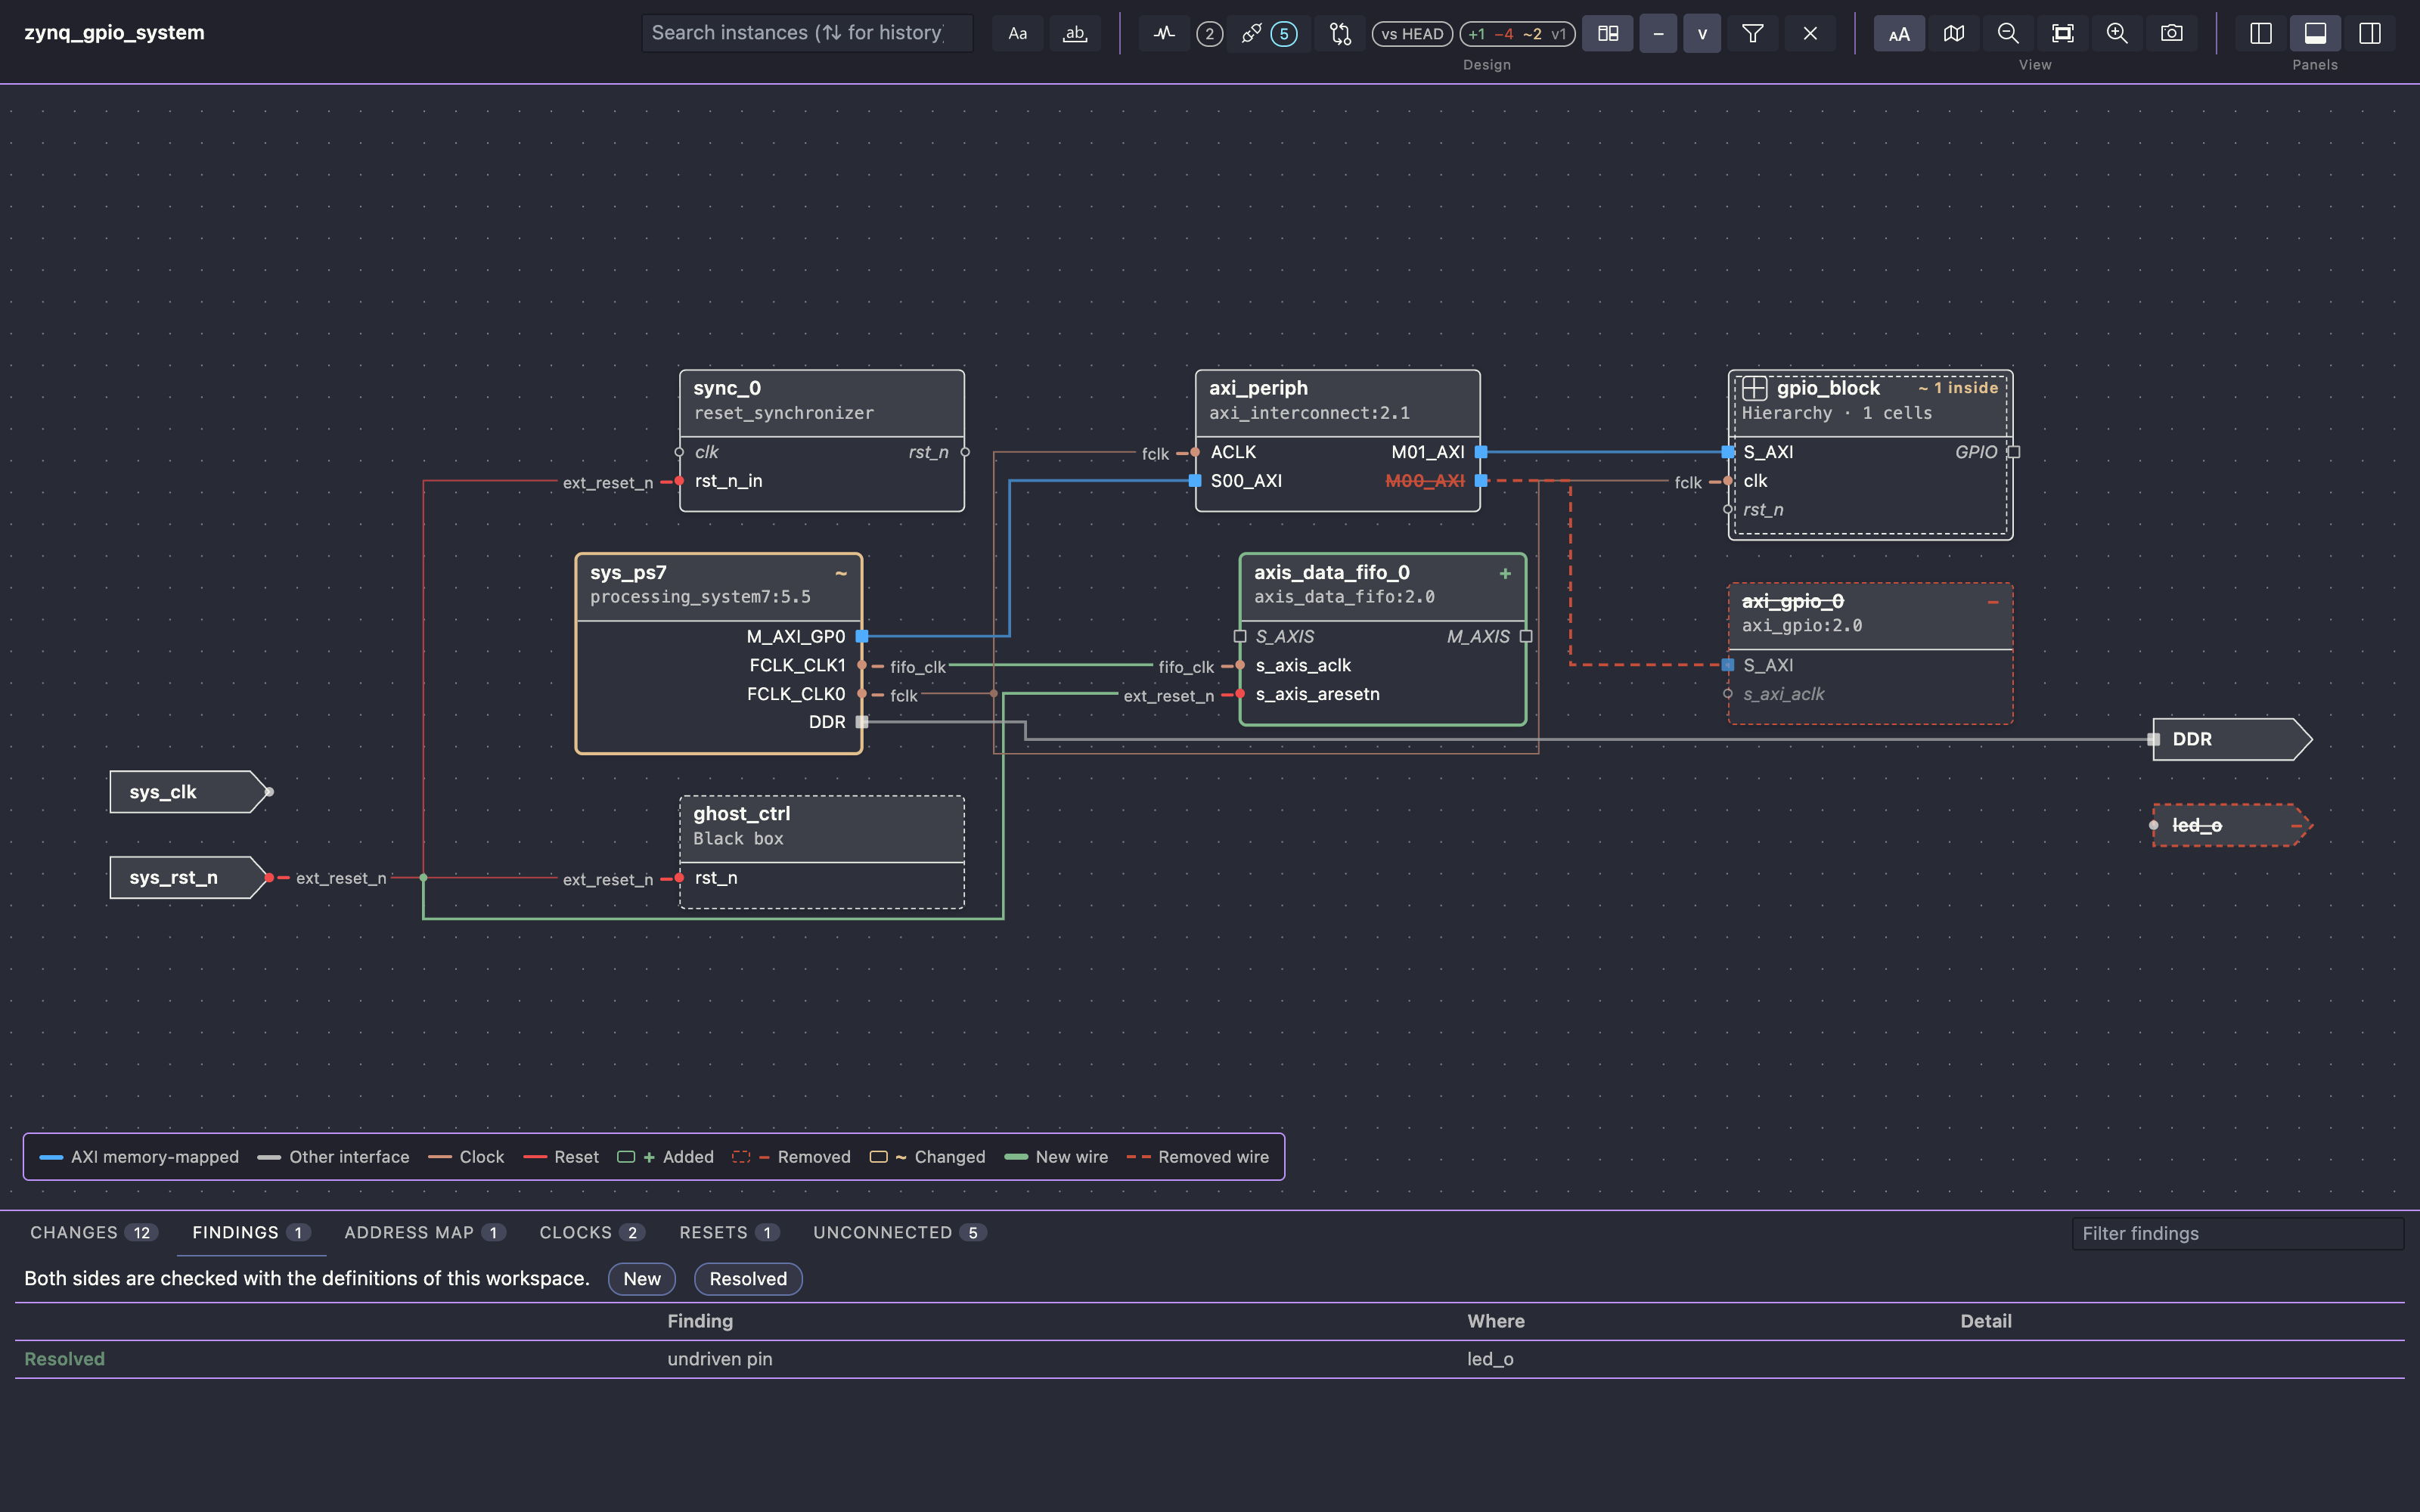 zynq_gpio_system
Search instances (⇅ for history)
Aa
ab
2
5
vs HEAD
+1 −4 ~2 v1
–
v
Design
AA
View
Panels
sync_0
reset_synchronizer
clk
rst_n
ext_reset_n
rst_n_in
axi_periph
axi_interconnect:2.1
fclk
ACLK
M01_AXI
S00_AXI
M00_AXI
gpio_block
~ 1 inside
Hierarchy · 1 cells
S_AXI
GPIO
fclk
clk
rst_n
sys_ps7
~
processing_system7:5.5
M_AXI_GP0
FCLK_CLK1
fifo_clk
FCLK_CLK0
fclk
DDR
axis_data_fifo_0
+
axis_data_fifo:2.0
S_AXIS
M_AXIS
fifo_clk
s_axis_aclk
ext_reset_n
s_axis_aresetn
axi_gpio_0
–
axi_gpio:2.0
S_AXI
s_axi_aclk
DDR
led_o
–
sys_clk
sys_rst_n
ext_reset_n
ghost_ctrl
Black box
ext_reset_n
rst_n
AXI memory-mapped
Other interface
Clock
Reset
+ Added
– Removed
~ Changed
New wire
Removed wire
CHANGES 12
FINDINGS 1
ADDRESS MAP 1
CLOCKS 2
RESETS 1
UNCONNECTED 5
Filter findings
Both sides are checked with the definitions of this workspace.
New
Resolved
Finding
Where
Detail
Resolved
undriven pin
led_o